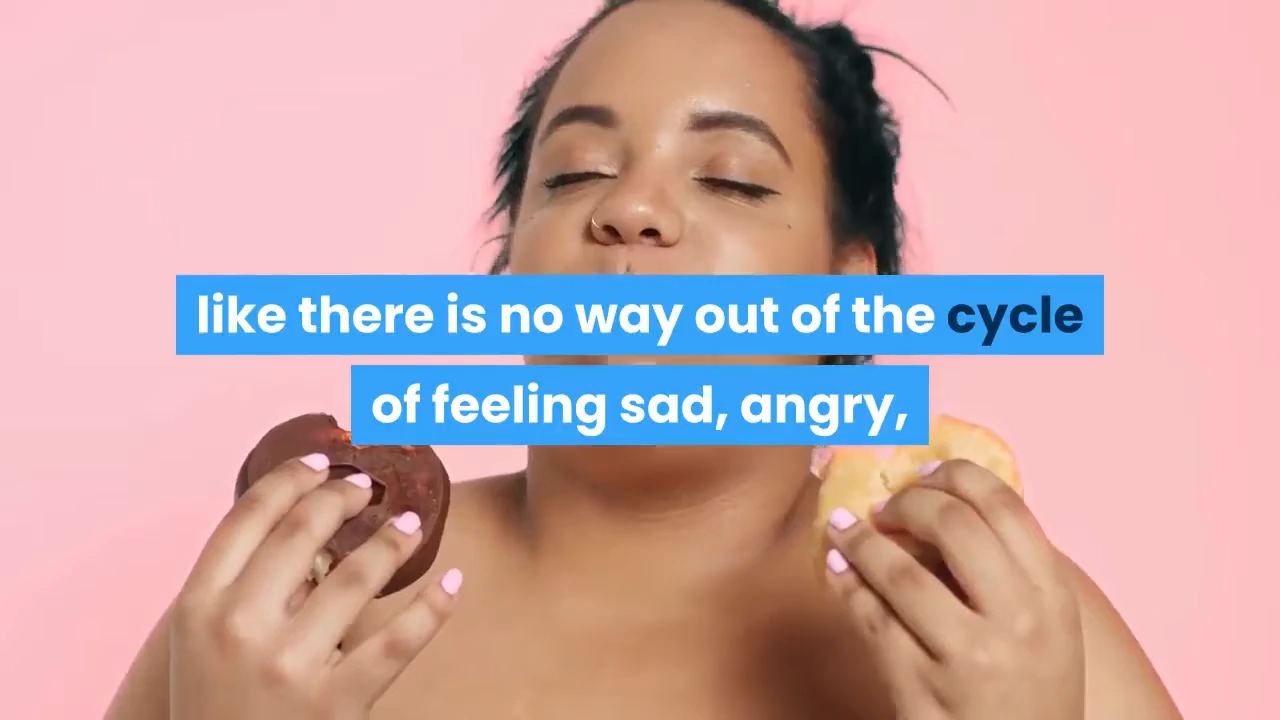 like there is no way out of the cycle
of feeling sad, angry,